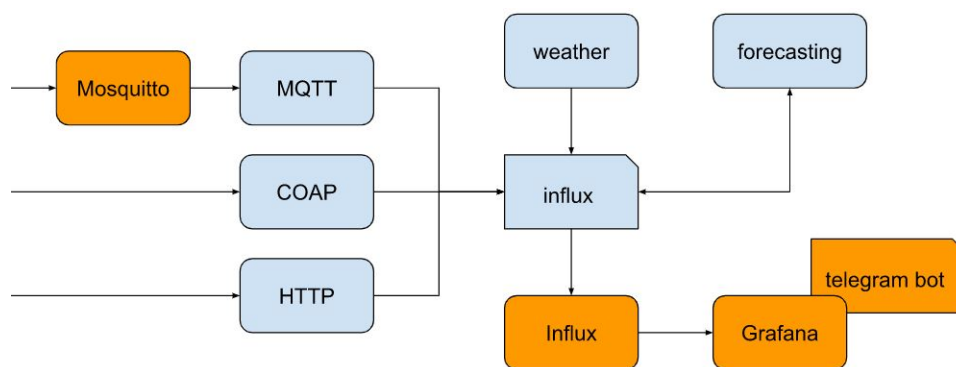 weather
forecasting
Mosquitto
MQTT
COAP
influx
HTTP
telegram bot
Influx
Grafana